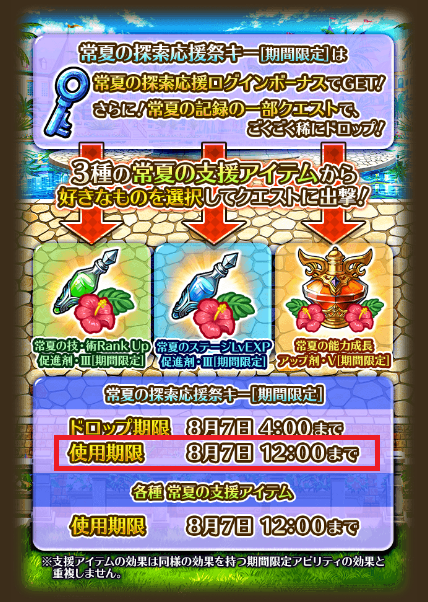 常夏の探索応援祭キー[期間限定]は
常夏の探索応援ログインボーナスでGET!
さらに!常夏の記録の一部クエストで、
ごくごく稀にドロップ!
3種の常夏の支援アイテムから
好きなものを選択してクエストに出撃!
常夏の技・術Rank Up
促進剤・Ⅲ[期間限定]
常夏のステージLvEXP
促進剤・Ⅲ[期間限定]
常夏の能力成長
アップ剤・Ⅴ[期間限定]
常夏の探索応援祭キー[期間限定]
ドロップ期限 8月7日 4:00まで
使用期限 8月7日 12:00まで
各種 常夏の支援アイテム
使用期限 8月7日 12:00まで
※支援アイテムの効果は同様の効果を持つ期間限定アビリティの効果と
重複しません。